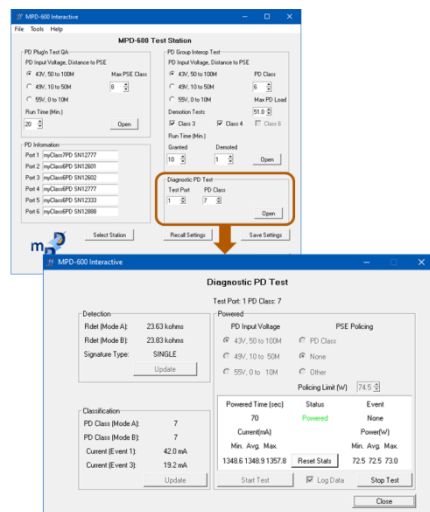 MPD-600 Interactive
File Tools Help
MPD-600 Test Station
PD PlugIn Test QA
PD Input Voltage, Distance to PSE
43V, 50 to 100M
Max PSE Class
49V, 10 to 50M
8
55V, 0 to 10M
Run Time (Min.)
20
Open
PD Information
Port 1 myClass7PD SN12777
Port 2 myClass6PD SN12601
Port 3 myClass6PD SN12602
Port 4 myClass6PD SN12777
Port 5 myClass6PD SN12333
Port 6 myClass6PD SN12888
PD Group Interop Test
PD Input Voltage, Distance to PSE
43V, 50 to 100M
PD Class
49V, 10 to 50M
6
55V, 0 to 10M
Max PD Load
Demotion Tests
51.0
Class 3 Class 4 Class 6
Run Time (Min.)
Granted Demoted
10 1 Open
Diagnostic PD Test
Test Port PD Class
1 7
Open
Select Station
Recall Settings
Save Settings
MPD-600 Interactive
Diagnostic PD Test
Test Port: 1 PD Class: 7
Detection
Rdet (Mode A): 23.63 kohms
Rdet (Mode B): 23.83 kohms
Signature Type: SINGLE
Update
Classification
PD Class (Mode A): 7
PD Class (Mode B): 7
Current (Event 1): 42.0 mA
Current (Event 3): 19.2 mA
Update
Powered
PD Input Voltage PSE Policing
43V, 50 to 100M PD Class
49V, 10 to 50M None
55V, 0 to 10M Other
Policing Limit (W) 74.5
Powered Time (sec) Status Event
70 Powered None
Current(mA) Power(W)
Min. Avg. Max. Min. Avg. Max.
1348.6 1348.9 1357.8 Reset Stats 72.5 72.5 73.0
Start Test Log Data Stop Test
Close